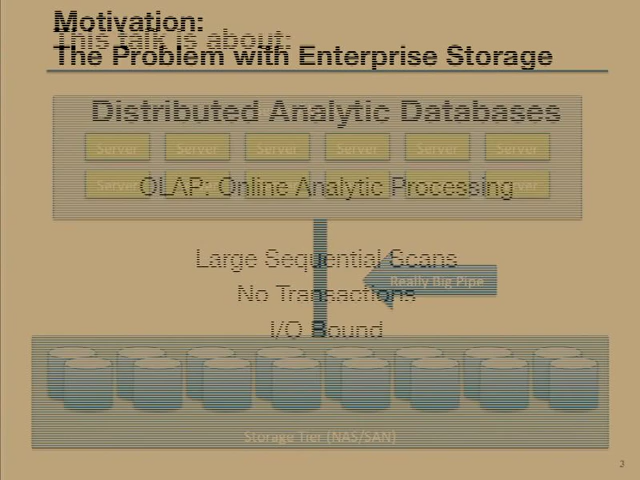 Motivation:
This talk is about:
The Problem with Enterprise Storage
Distributed Analytic Databases
Server Server Server Server Server Server
Server
OLAP: Online Analytic Processing
Large Sequential Scans
Really Big Pipe
No Transactions
I/O Bound
Storage Tier (NAS/SAN)
2